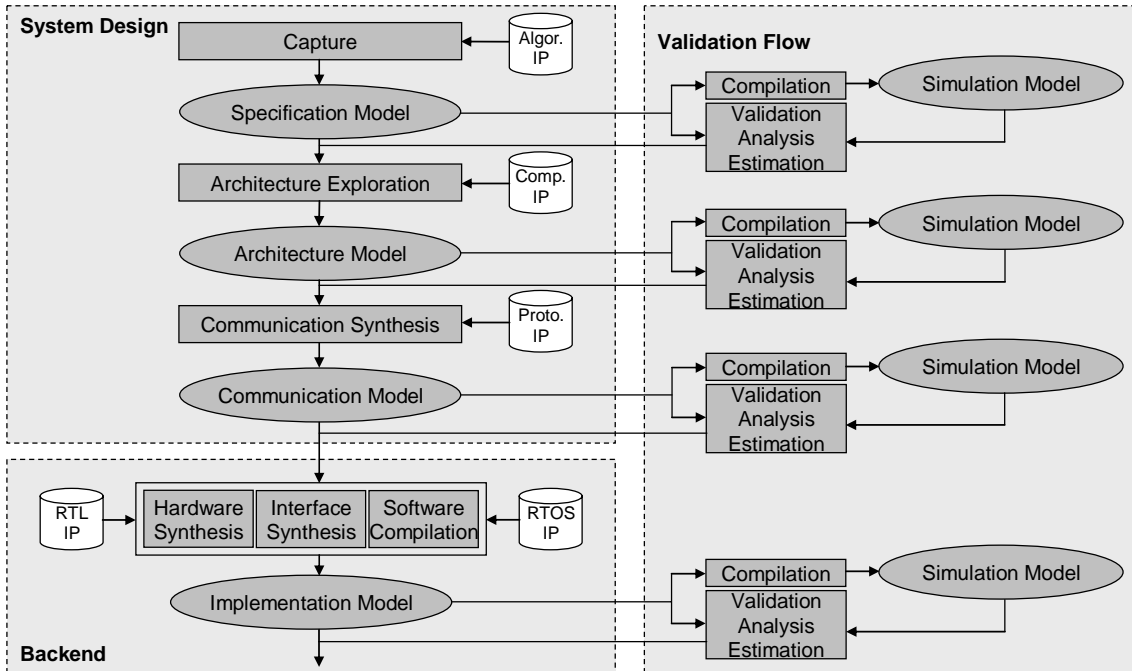 System Design
Capture
Algor.
IP
Specification Model
Architecture Exploration
Comp.
IP
Architecture Model
Communication Synthesis
Proto.
IP
Communication Model
Validation Flow
Compilation
Simulation Model
Validation
Analysis
Estimation
Compilation
Simulation Model
Validation
Analysis
Estimation
Compilation
Simulation Model
Validation
Analysis
Estimation
RTL
IP
Hardware
Synthesis
Interface
Synthesis
Software
Compilation
RTOS
IP
Implementation Model
Backend
Compilation
Simulation Model
Validation
Analysis
Estimation